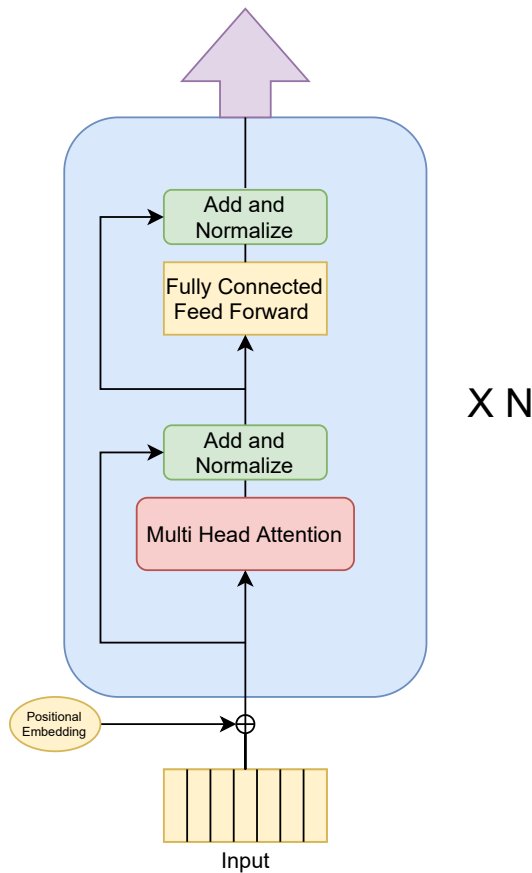 Add and
Normalize
Fully Connected
Feed Forward
X N
Add and
Normalize
Multi Head Attention
Positional
Embedding
Input